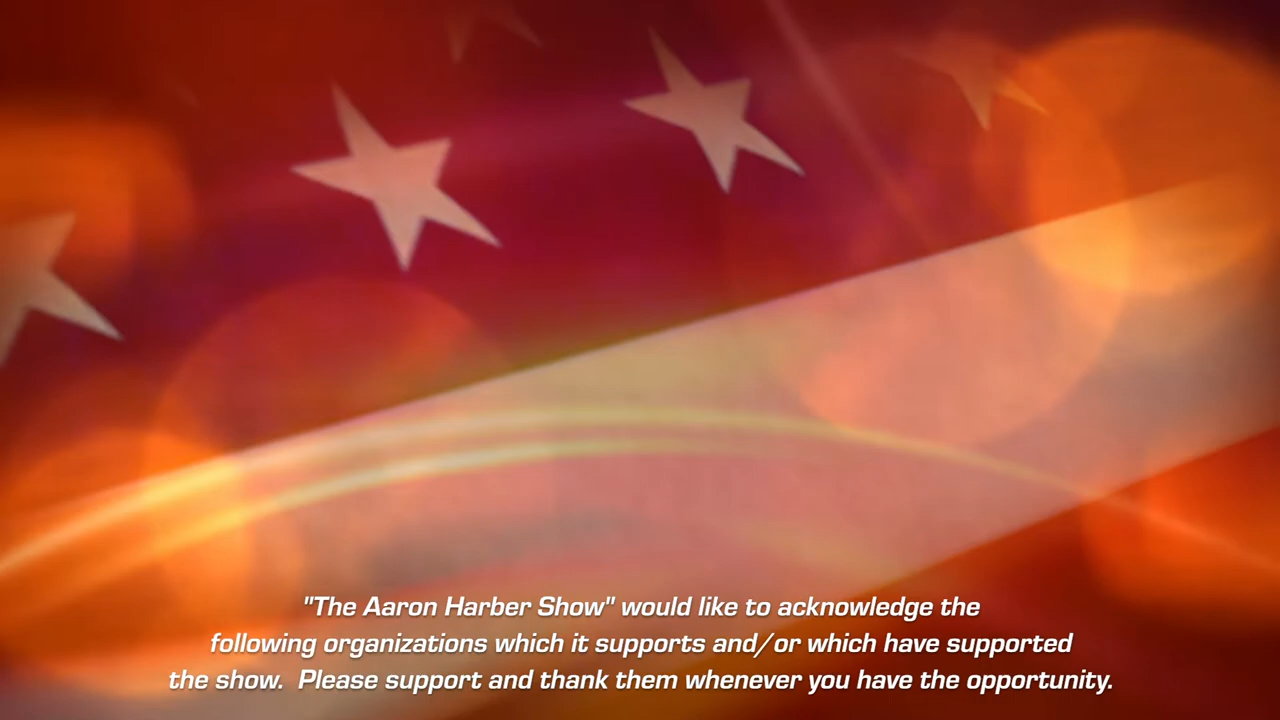 "The Aaron Harber Show" would like to acknowledge the
following organizations which it supports and/or which have supported
the show.  Please support and thank them whenever you have the opportunity.